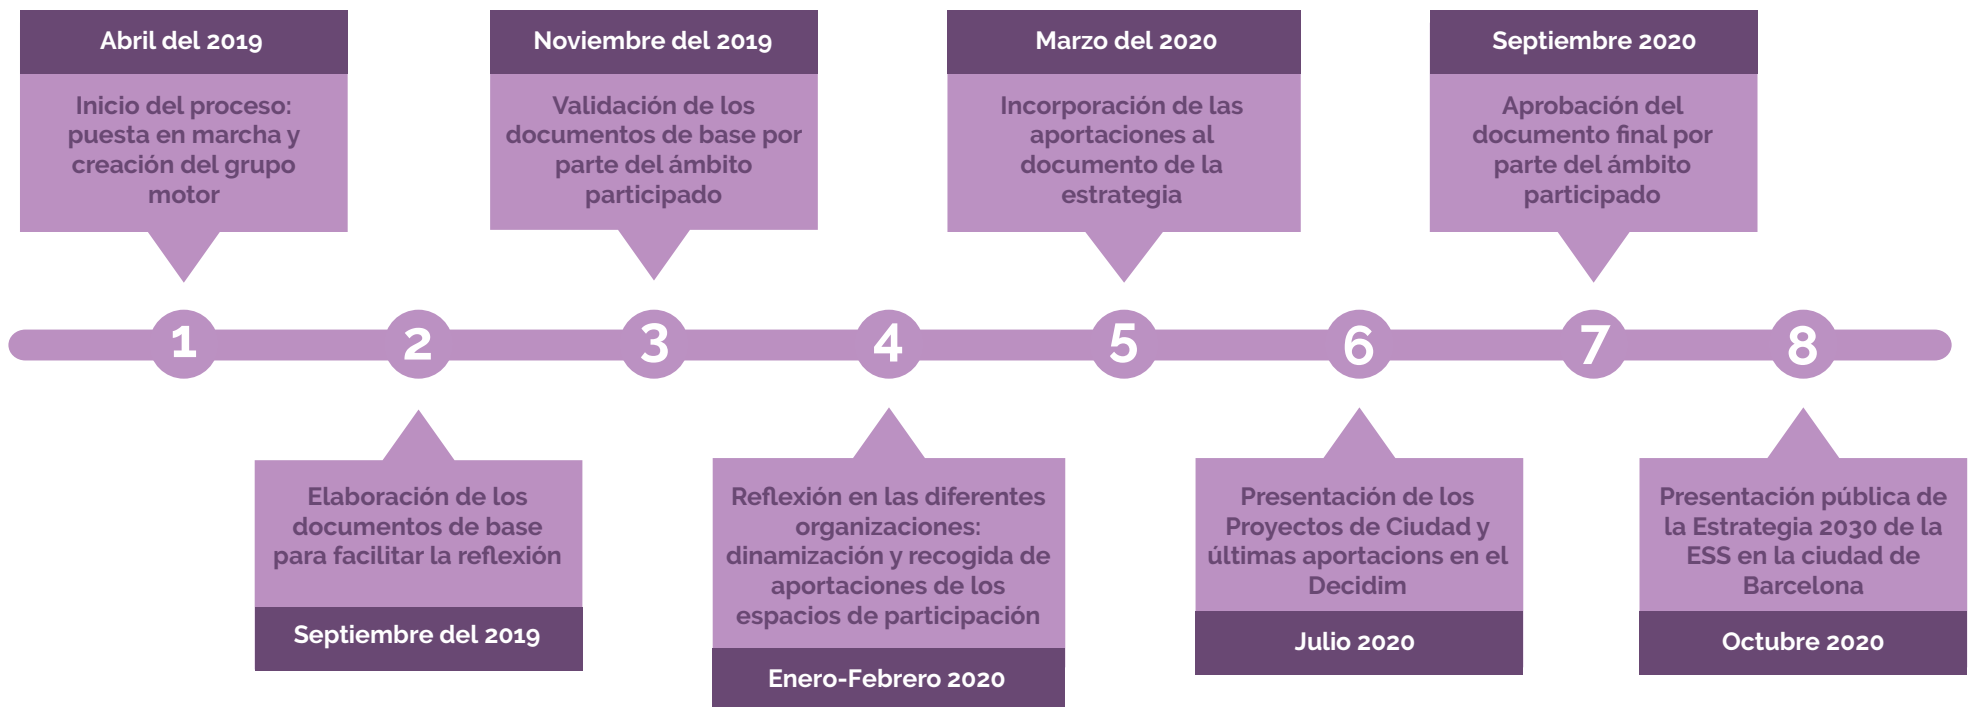 Abril del 2019
Inicio del proceso:
puesta en marcha y
creación del grupo
motor
Noviembre del 2019
Validación de los
documentos de base por
parte del ámbito
participado
Marzo del 2020
Incorporación de las
aportaciones al
documento de la
estrategia
Septiembre 2020
Aprobación del
documento final por
parte del ámbito
participado
1
2
3
4
5
6
7
8
Elaboración de los
documentos de base
para facilitar la reflexión
Septiembre del 2019
Reflexión en las diferentes
organizaciones:
dinamización y recogida de
aportaciones de los
espacios de participación
Enero-Febrero 2020
Presentación de los
Proyectos de Ciudad y
últimas aportacions en el
Decidim
Julio 2020
Presentación pública de
la Estrategia 2030 de la
ESS en la ciudad de
Barcelona
Octubre 2020